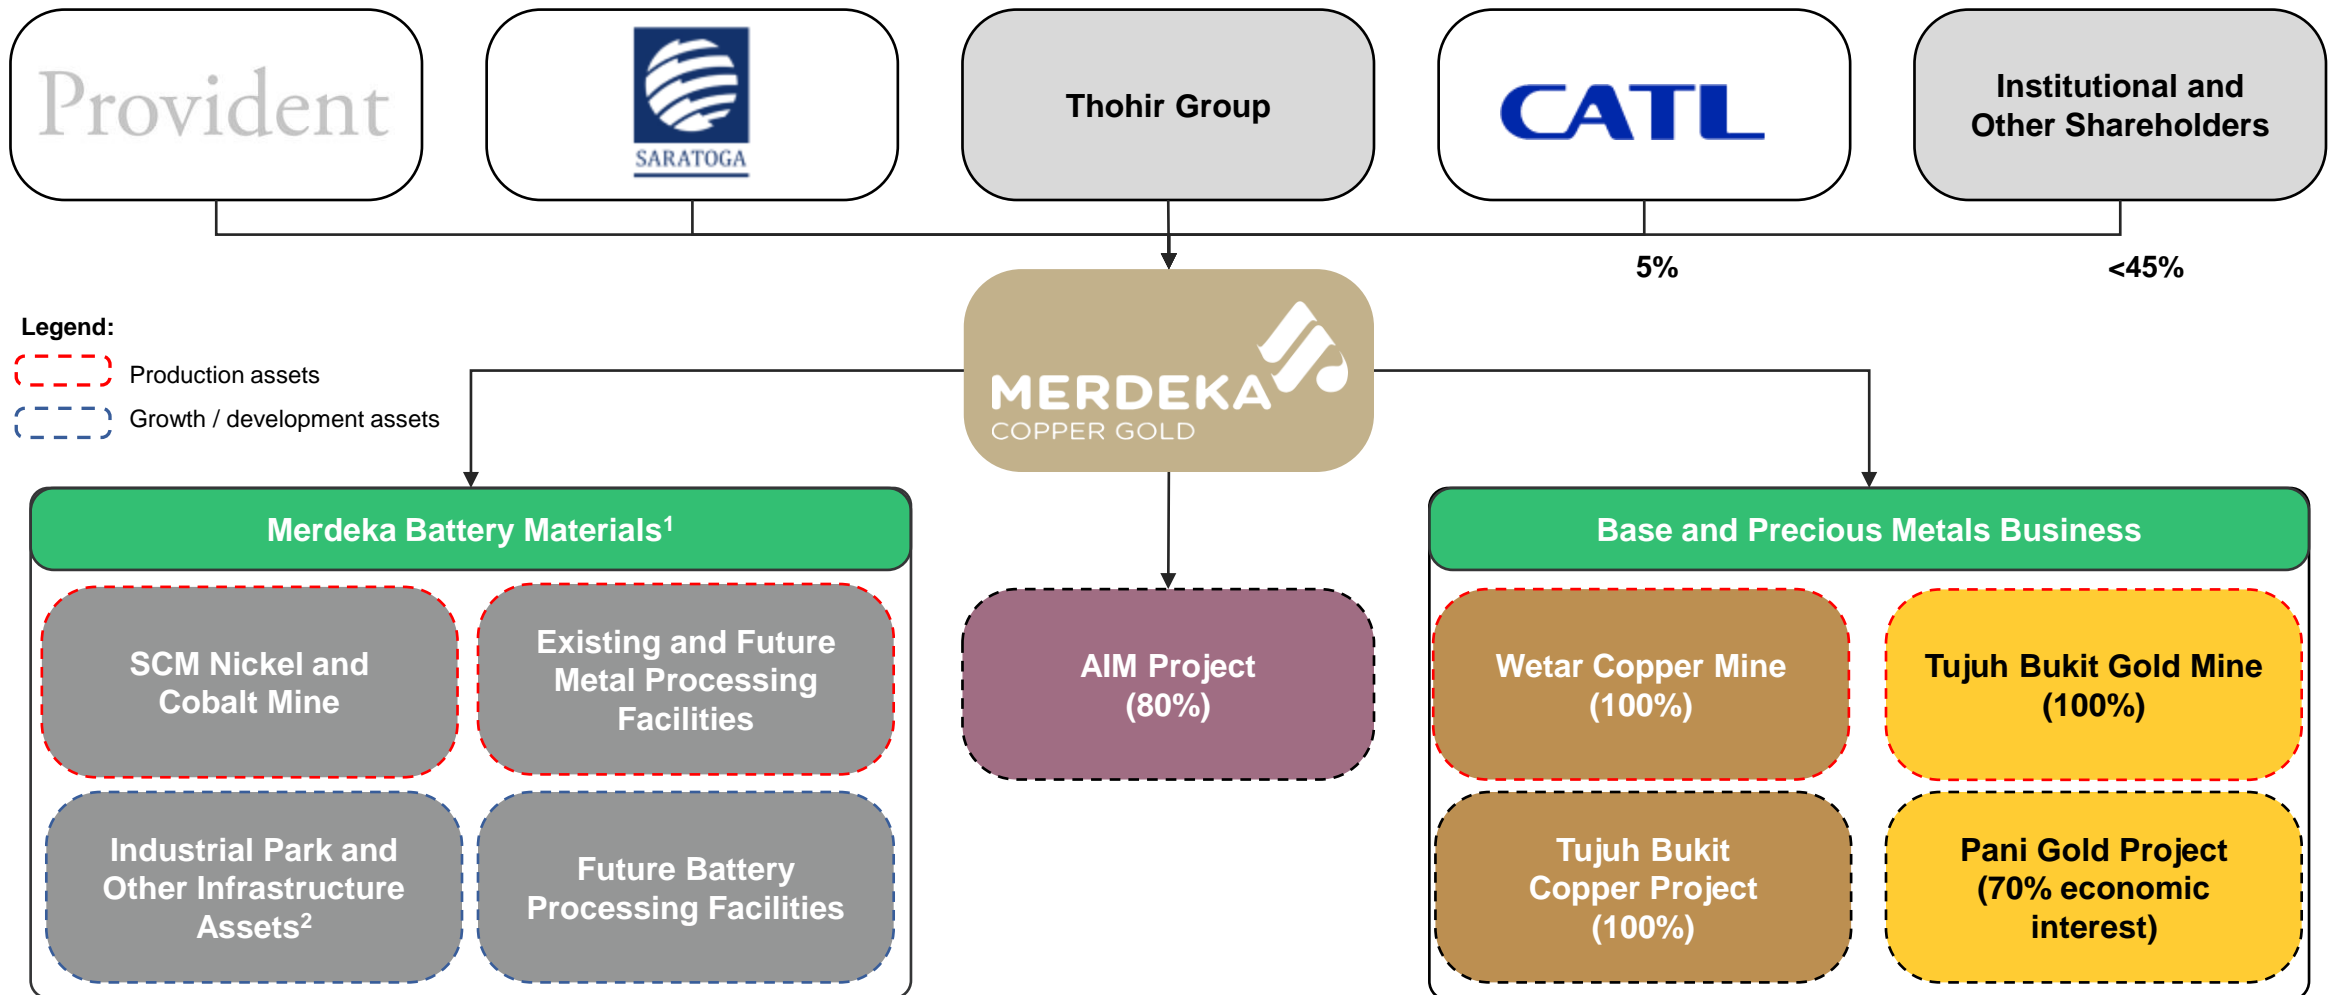 Provident
SARATOGA
Thohir Group
CATL
Institutional and
Other Shareholders
5%
<45%
Legend:
Production assets
Growth / development assets
MERDEKA
COPPER GOLD
Merdeka Battery Materials¹
SCM Nickel and
Cobalt Mine
Existing and Future
Metal Processing
Facilities
Industrial Park and
Other Infrastructure
Assets²
Future Battery
Processing Facilities
AIM Project
(80%)
Base and Precious Metals Business
Wetar Copper Mine
(100%)
Tujuh Bukit Gold Mine
(100%)
Tujuh Bukit
Copper Project
(100%)
Pani Gold Project
(70% economic
interest)